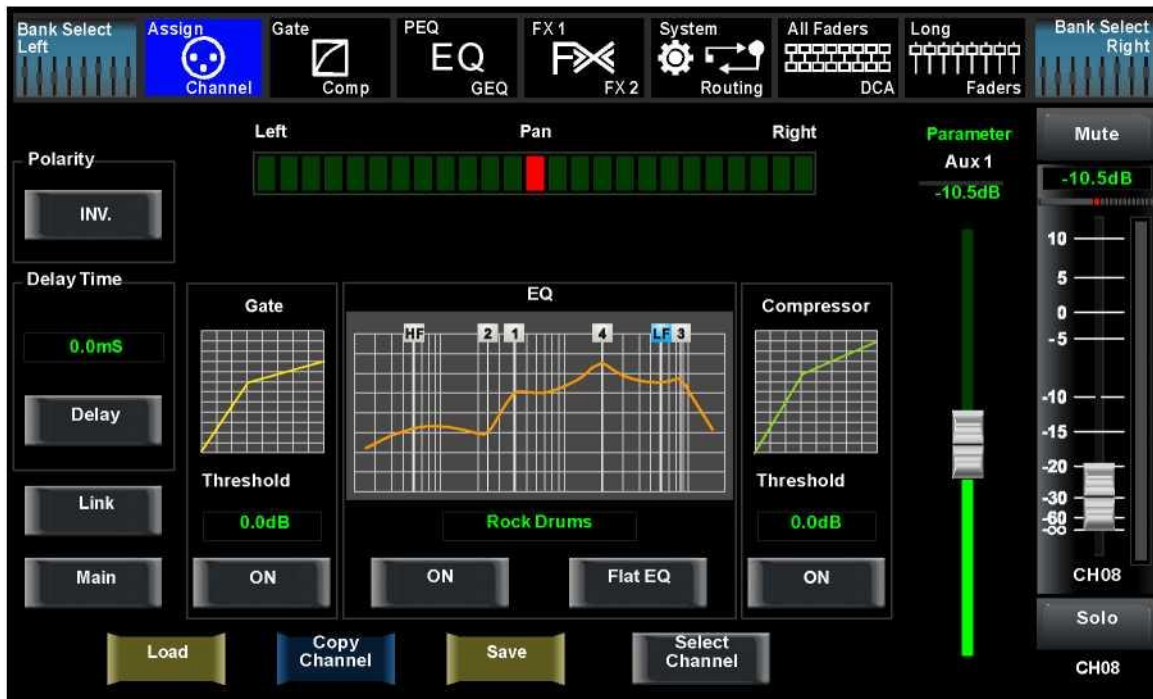 Bank Select
Left
Assign
Channel
Gate
Comp
PEQ
EQ
GEQ
FX 1
FX
FX 2
System
Routing
All Faders
DCA
Long
Faders
Bank Select
Right
Left
Pan
Right
Parameter
Aux 1
-10.5dB
Mute
-10.5dB
Polarity
INV.
Delay Time
0.0mS
Delay
Link
Main
Gate
Threshold
0.0dB
ON
EQ
HF 2 1 4 LF 3
Rock Drums
ON
Flat EQ
Compressor
Threshold
0.0dB
ON
10
5
0
-5
-10
-15
-20
-30
-60
-∞
CH08
Solo
CH08
Load
Copy
Channel
Save
Select
Channel